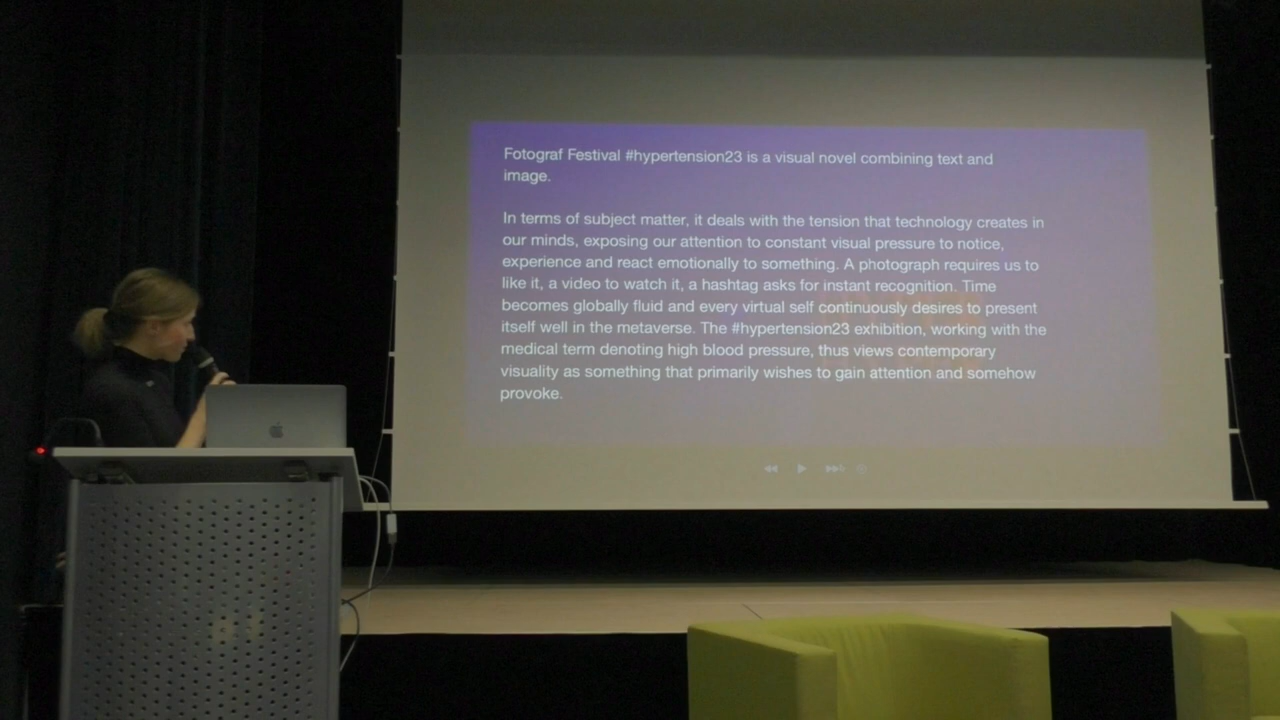 Fotograf Festival #hypertension23 is a visual novel combining text and
image.
In terms of subject matter, it deals with the tension that technology creates in
our minds, exposing our attention to constant visual pressure to notice,
experience and react emotionally to something. A photograph requires us to
like it, a video to watch it, a hashtag asks for instant recognition. Time
becomes globally fluid and every virtual self continuously desires to present
itself well in the metaverse. The #hypertension23 exhibition, working with the
medical term denoting high blood pressure, thus views contemporary
visuality as something that primarily wishes to gain attention and somehow
provoke.